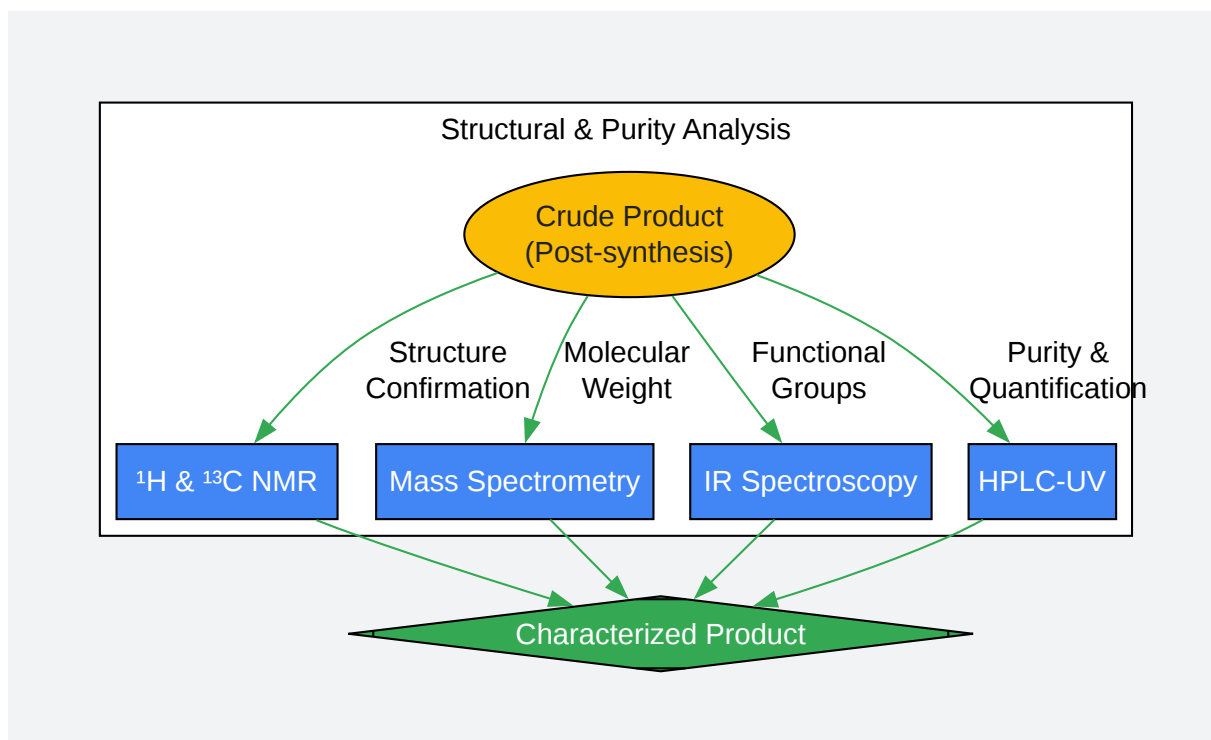 Structural & Purity Analysis
Crude Product
(Post-synthesis)
Structure
Confirmation
Molecular
Weight
Functional
Groups
Purity &
Quantification
¹H & ¹³C NMR
Mass Spectrometry
IR Spectroscopy
HPLC-UV
Characterized Product